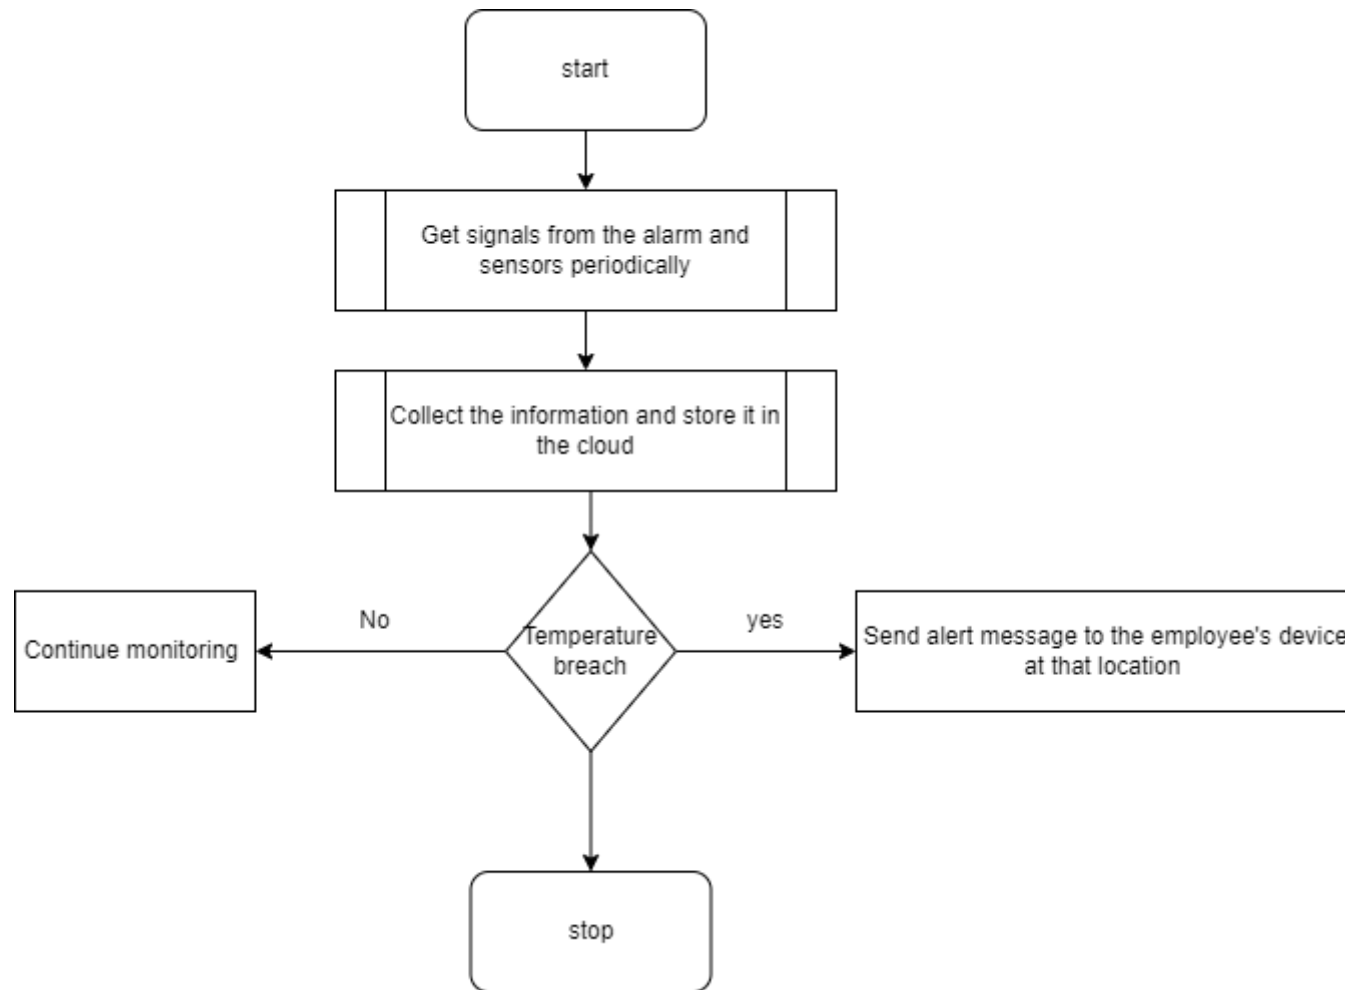 start
Get signals from the alarm and
sensors periodically
Collect the information and store it in
the cloud
No
yes
Continue monitoring
Temperature
breach
Send alert message to the employee's device
at that location
stop